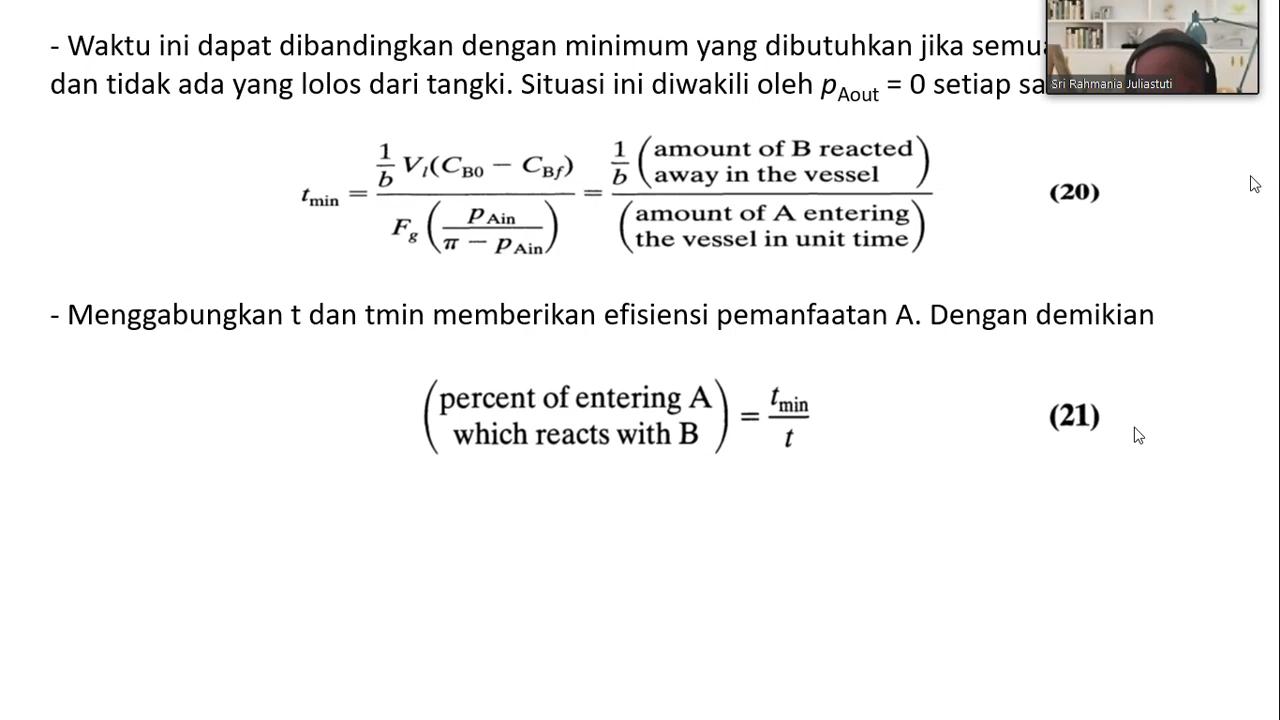 - Waktu ini dapat dibandingkan dengan minimum yang dibutuhkan jika
dan tidak ada yang lolos dari tangki. Situasi ini diwakili oleh pAout = 0 setiap
Sri Rahmania Juliastuti
tmin = (1/b Vl(CB0 − CBf)) / (Fg (pAin / (π − pAin))) = (1/b (amount of B reacted away in the vessel)) / (amount of A entering the vessel in unit time) (20)
- Menggabungkan t dan tmin memberikan efisiensi pemanfaatan A. Dengan demikian
(percent of entering A which reacts with B) = tmin / t (21)